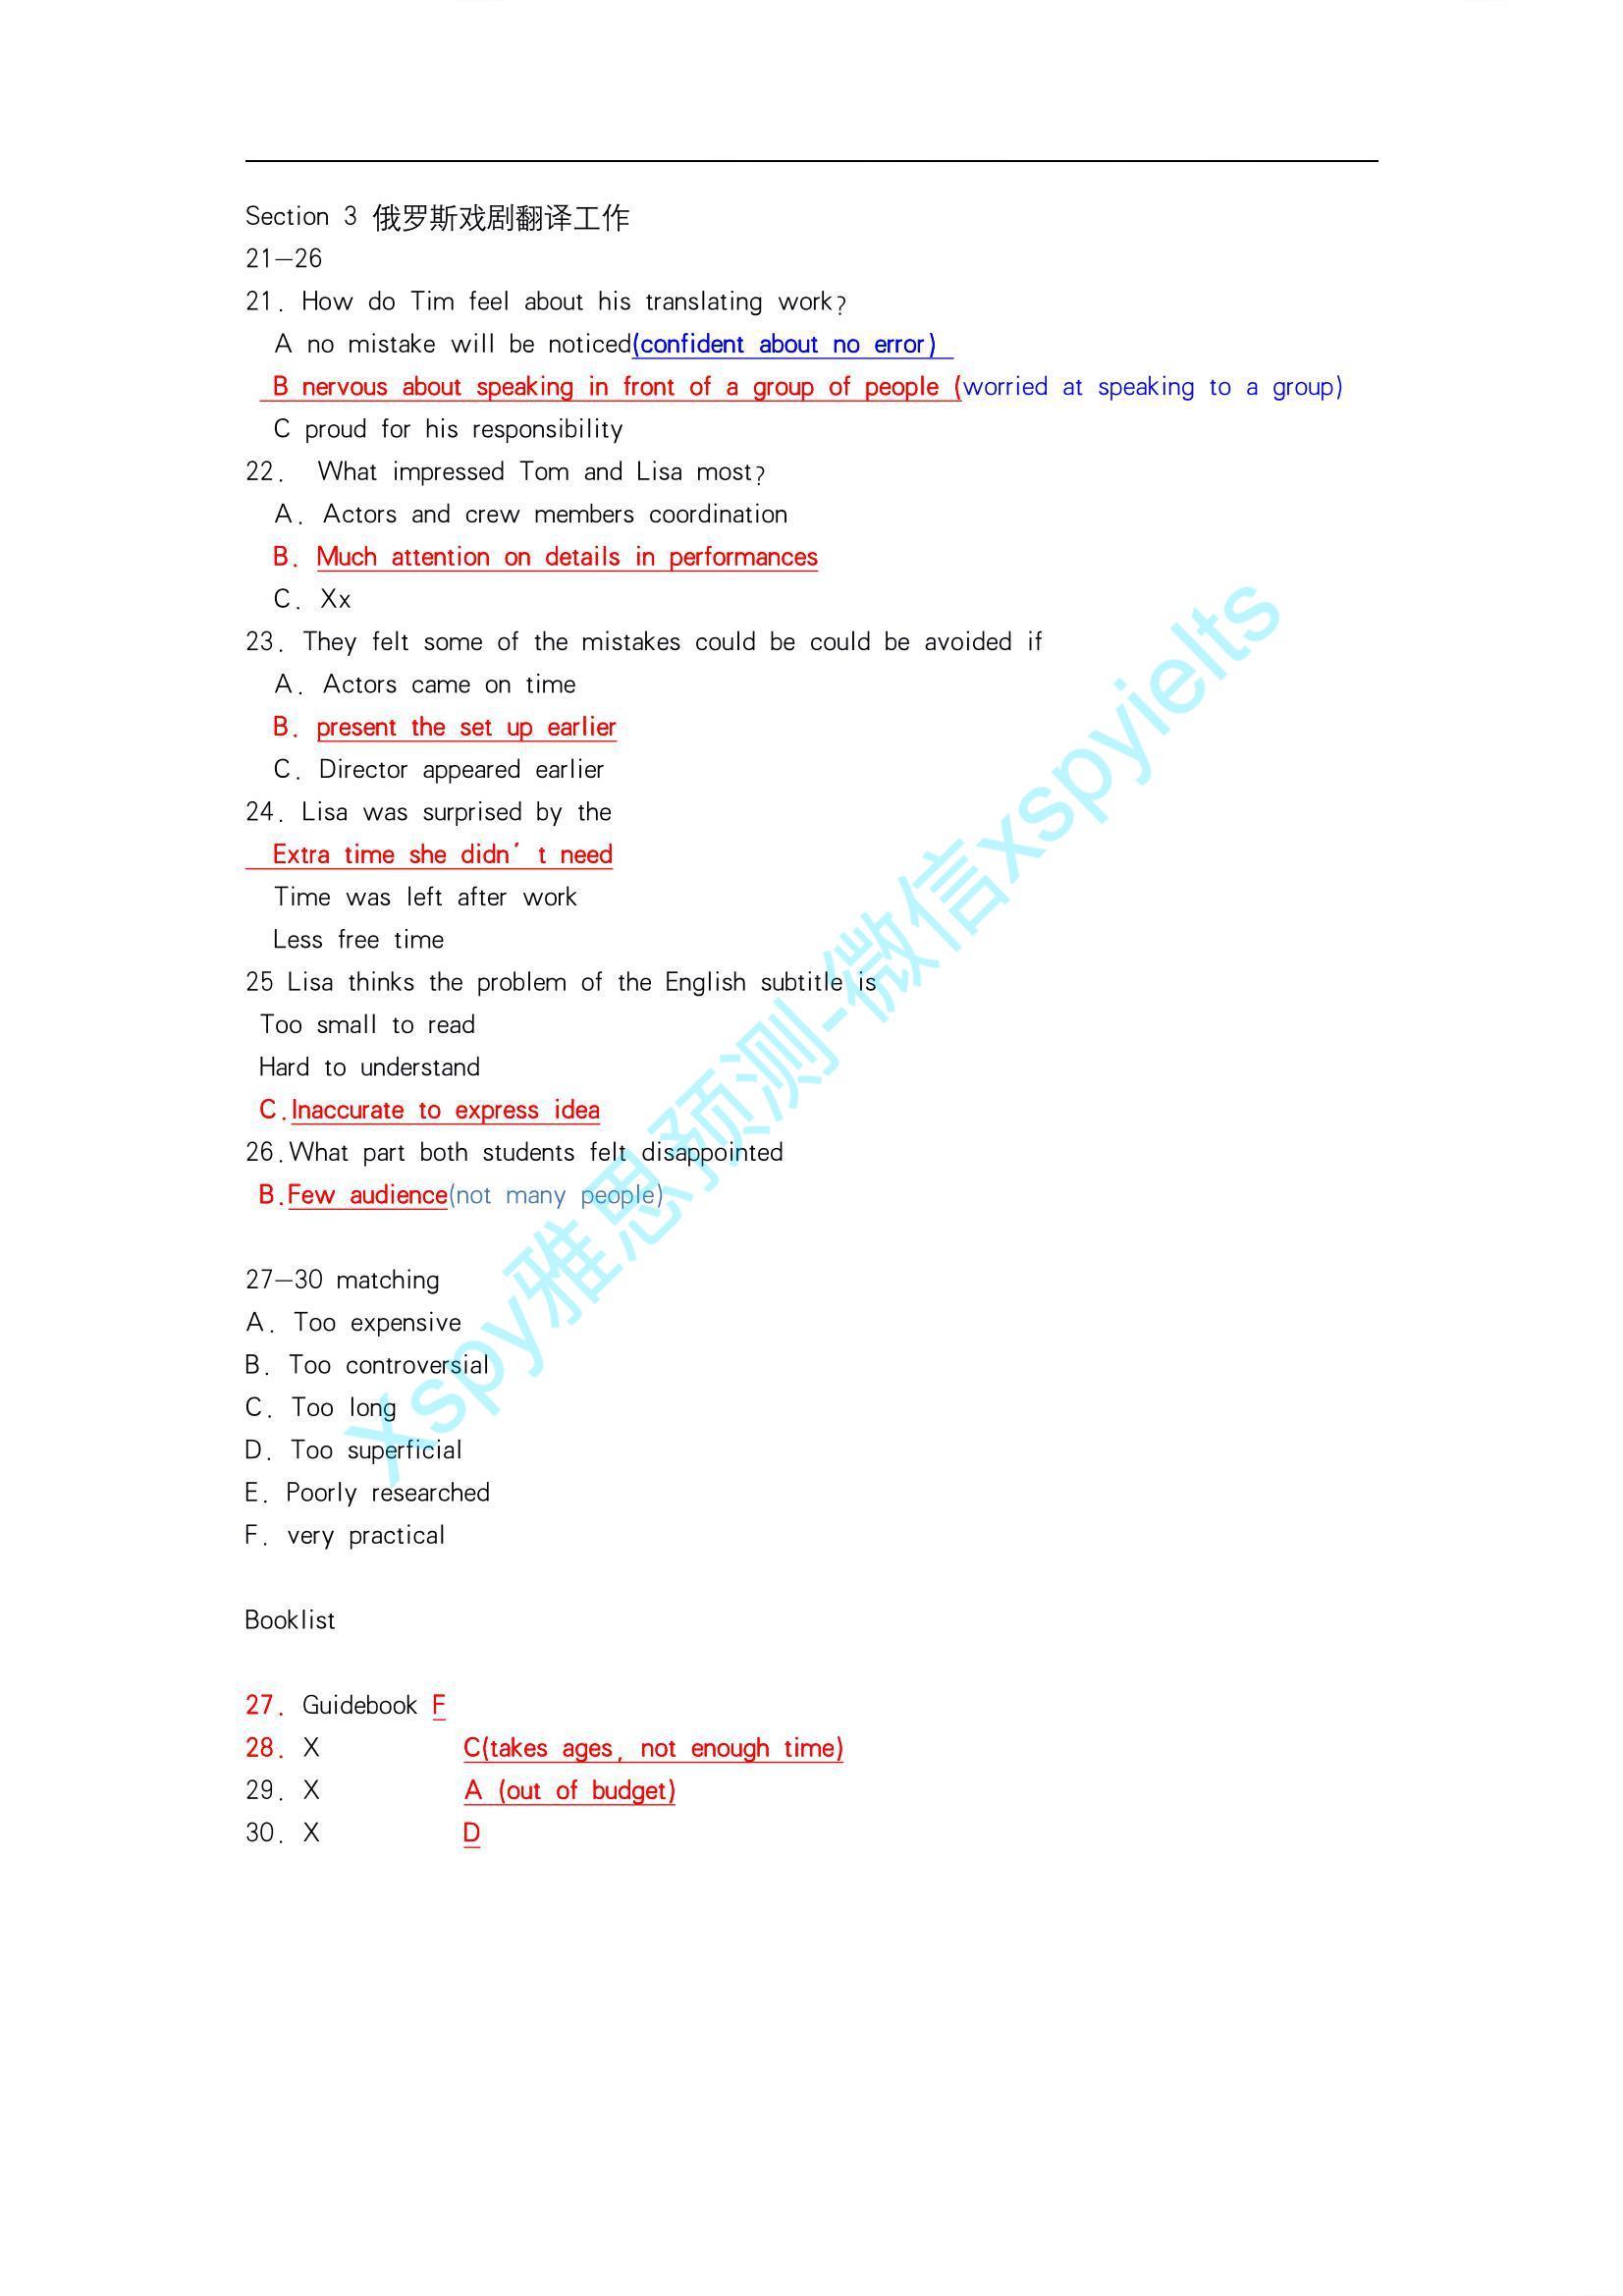 Section 3 俄罗斯戏剧翻译工作
21—26
21. How do Tim feel about his translating work?
A no mistake will be noticed(confident about no error)
B nervous about speaking in front of a group of people (worried at speaking to a group)
C proud for his responsibility
22. What impressed Tom and Lisa most?
A. Actors and crew members coordination
B. Much attention on details in performances
C. Xx
23. They felt some of the mistakes could be could be avoided if
A. Actors came on time
B. present the set up earlier
C. Director appeared earlier
24. Lisa was surprised by the
Extra time she didn't need
Time was left after work
Less free time
25 Lisa thinks the problem of the English subtitle is
Too small to read
Hard to understand
C.Inaccurate to express idea
26.What part both students felt disappointed
B.Few audience(not many people)
27—30 matching
A. Too expensive
B. Too controversial
C. Too long
D. Too superficial
E. Poorly researched
F. very practical
Booklist
27. Guidebook F
28. X C(takes ages, not enough time)
29. X A (out of budget)
30. X D
Xspy雅思预测-微信xspyielts